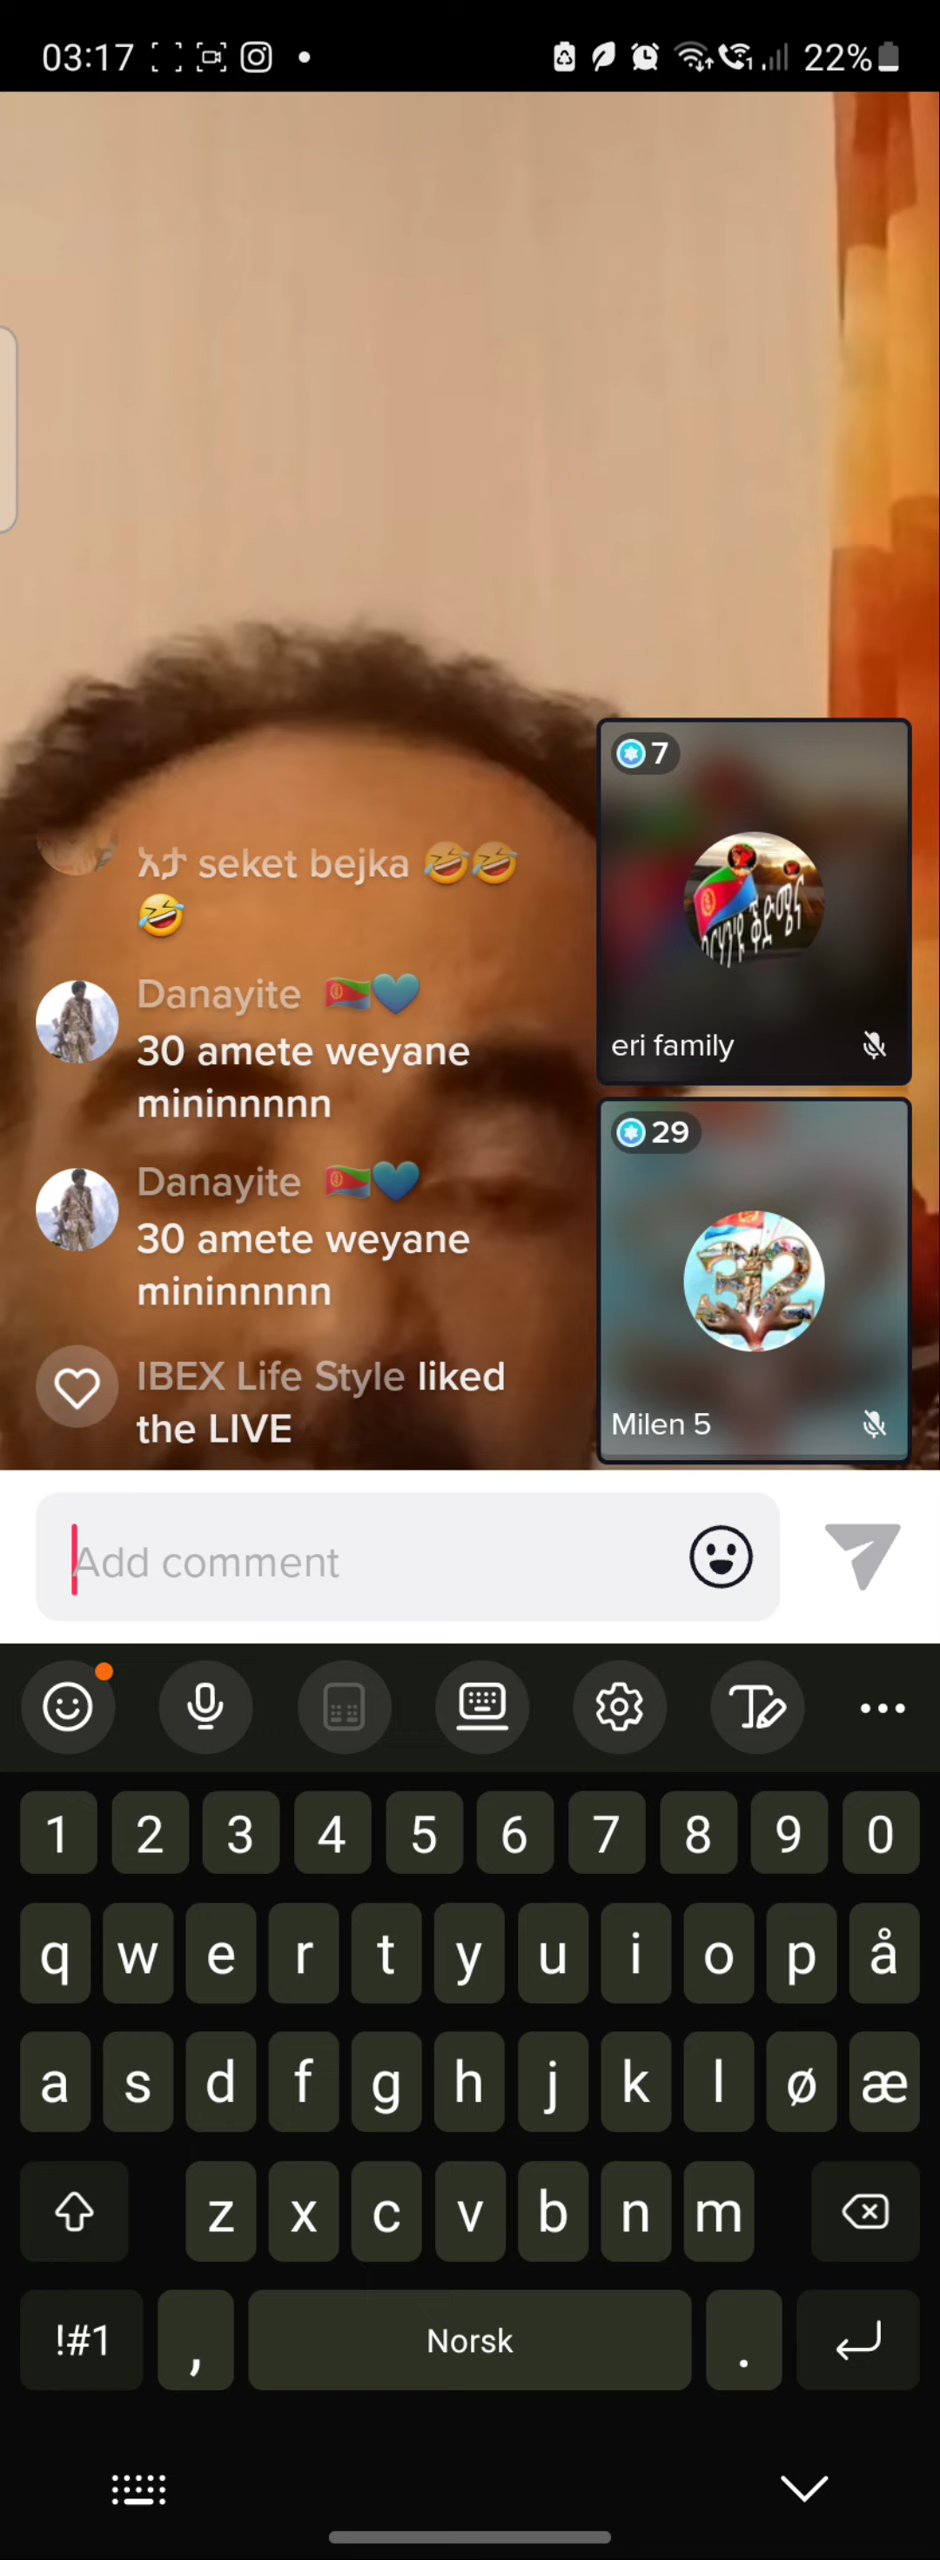 03:17
22%
7
አታ seket bejka 🤣🤣
🤣
Danayite 🇪🇷💙
30 amete weyane
mininnnnn
eri family
29
Danayite 🇪🇷💙
30 amete weyane
mininnnnn
32
IBEX Life Style liked
the LIVE
Milen 5
Add comment
1 2 3 4 5 6 7 8 9 0
q w e r t y u i o p å
a s d f g h j k l ø æ
z x c v b n m
!#1 , Norsk .